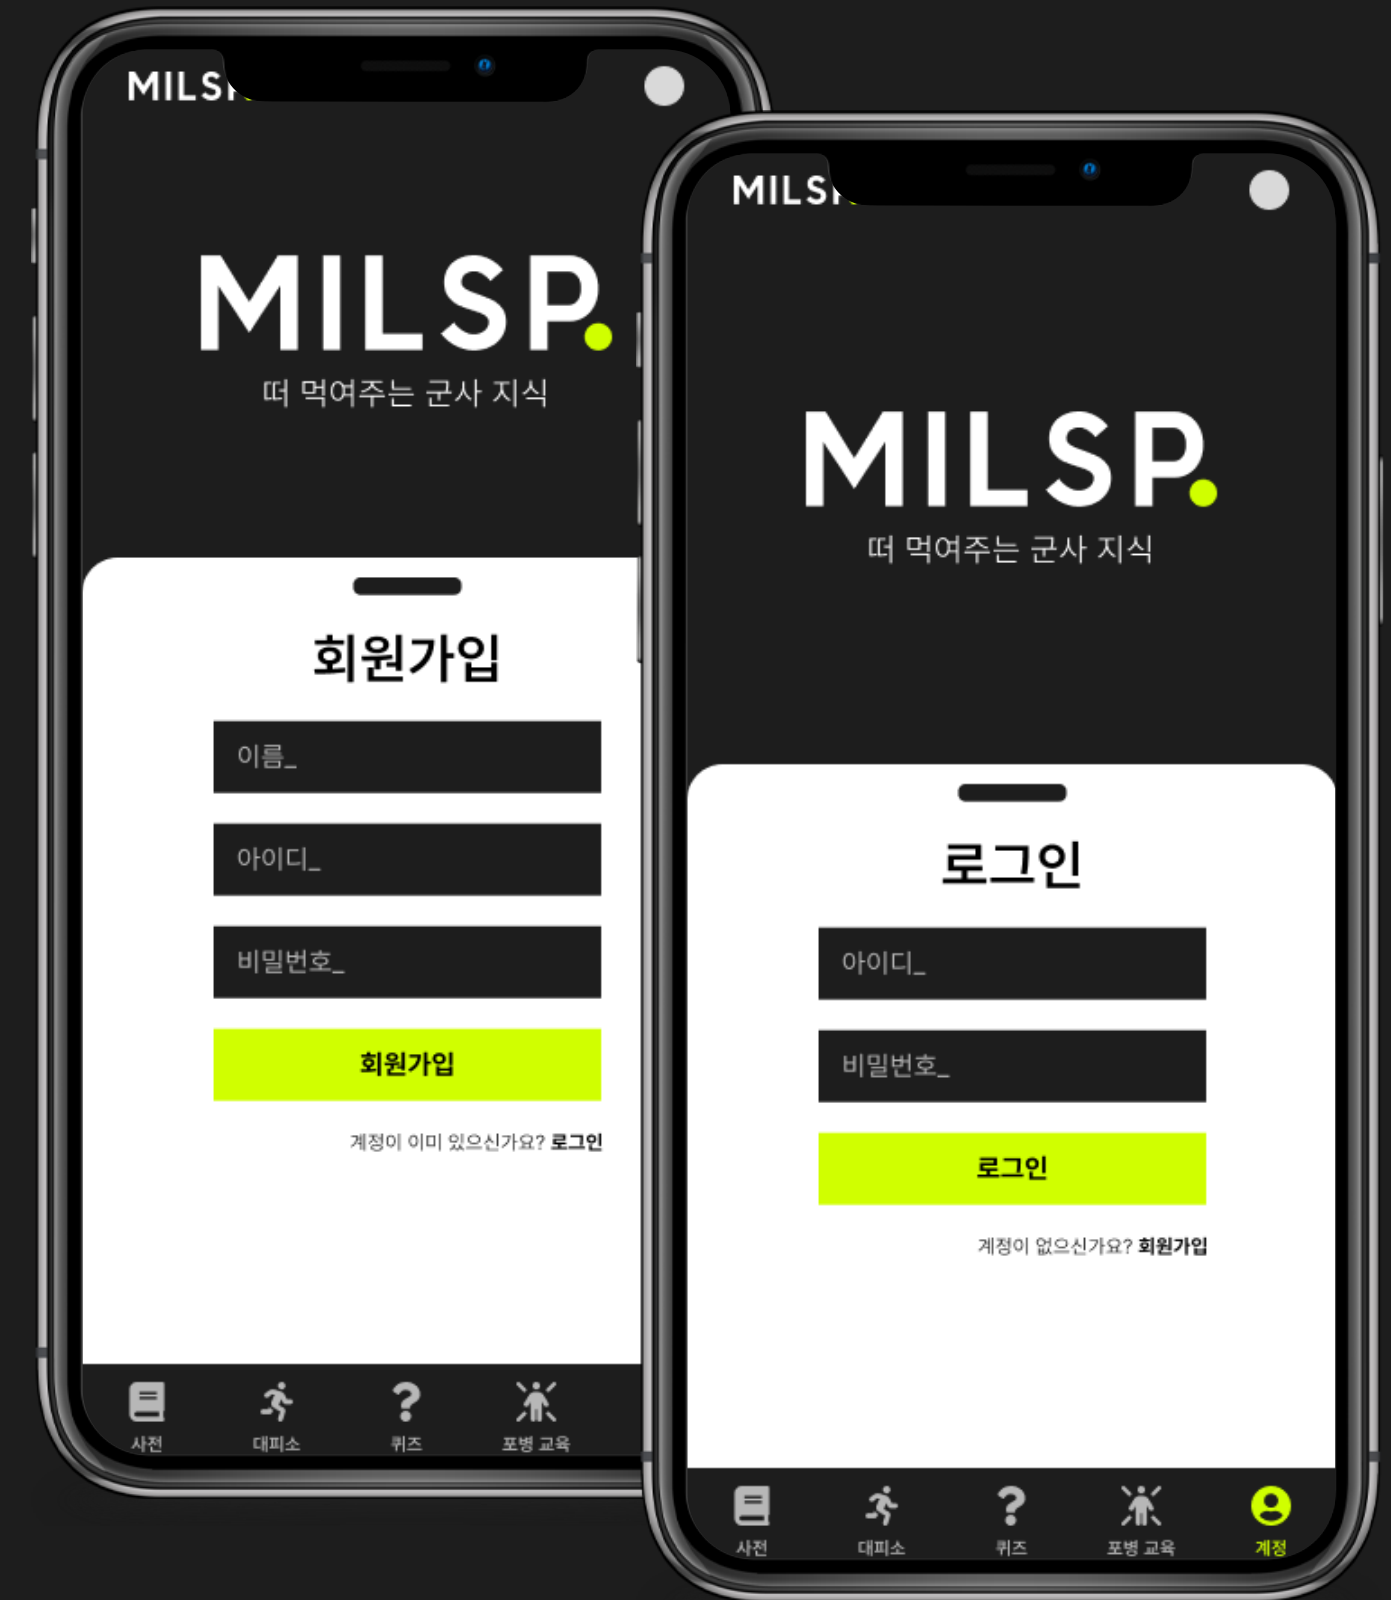 MILSP.
떠 먹여주는 군사 지식
회원가입
이름_
아이디_
비밀번호_
회원가입
계정이 이미 있으신가요? 로그인
사전
대피소
퀴즈
포병 교육
MILSP.
떠 먹여주는 군사 지식
로그인
아이디_
비밀번호_
로그인
계정이 없으신가요? 회원가입
사전
대피소
퀴즈
포병 교육
계정